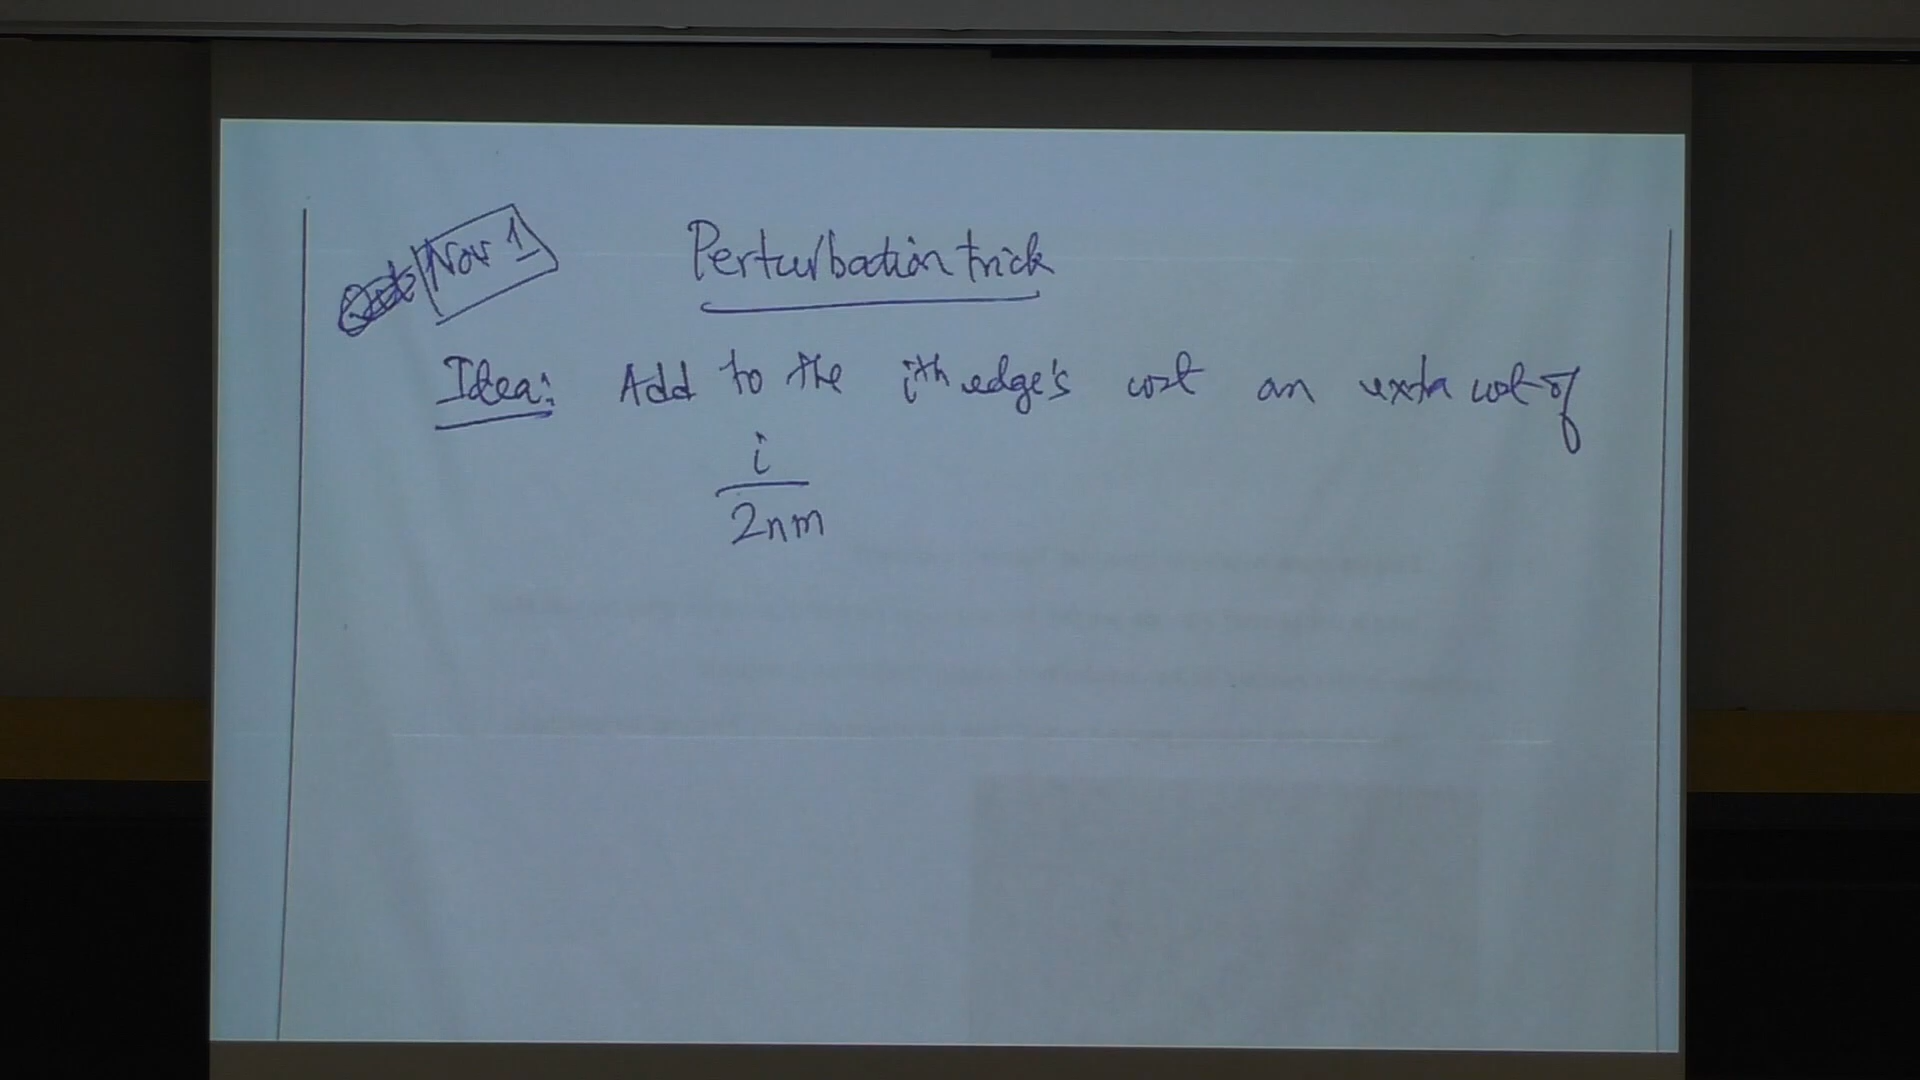 Nov 1
Perturbation trick
Idea: Add to the ith edge's cost an extra cost of
i
2nm